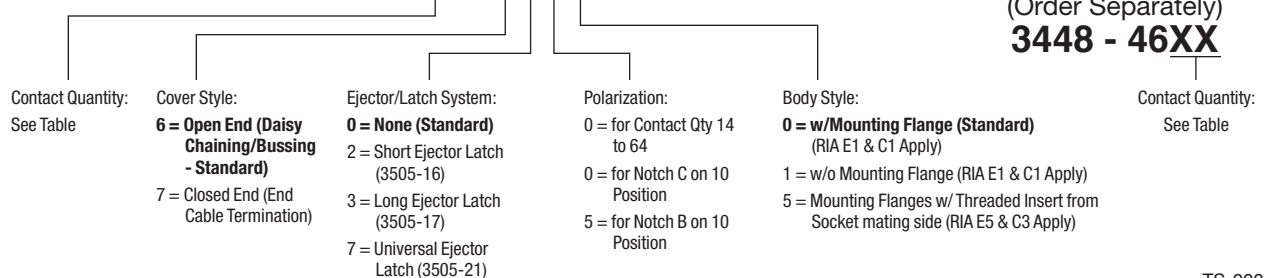 (Order Separately)
3448 - 46XX
Contact Quantity:
See Table
Cover Style:
6 = Open End (Daisy
Chaining/Bussing
- Standard)
7 = Closed End (End
Cable Termination)
Ejector/Latch System:
0 = None (Standard)
2 = Short Ejector Latch
(3505-16)
3 = Long Ejector Latch
(3505-17)
7 = Universal Ejector
Latch (3505-21)
Polarization:
0 = for Contact Qty 14
to 64
0 = for Notch C on 10
Position
5 = for Notch B on 10
Position
Body Style:
0 = w/Mounting Flange (Standard)
(RIA E1 & C1 Apply)
1 = w/o Mounting Flange (RIA E1 & C1 Apply)
5 = Mounting Flanges w/ Threaded Insert from
Socket mating side (RIA E5 & C3 Apply)
Contact Quantity:
See Table